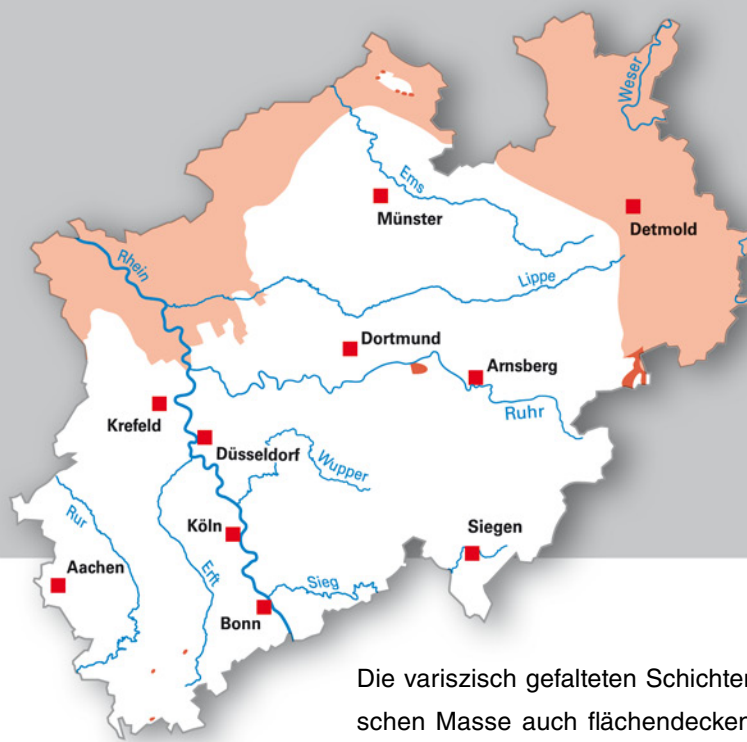 Weser
Ems
Münster
Detmold
Rhein
Lippe
Dortmund
Arnsberg
Krefeld
Ruhr
Düsseldorf
Wupper
Rur
Köln
Siegen
Aachen
Erft
Sieg
Bonn
Die variszisch gefalteten Schichten
schen Masse auch flächendecken